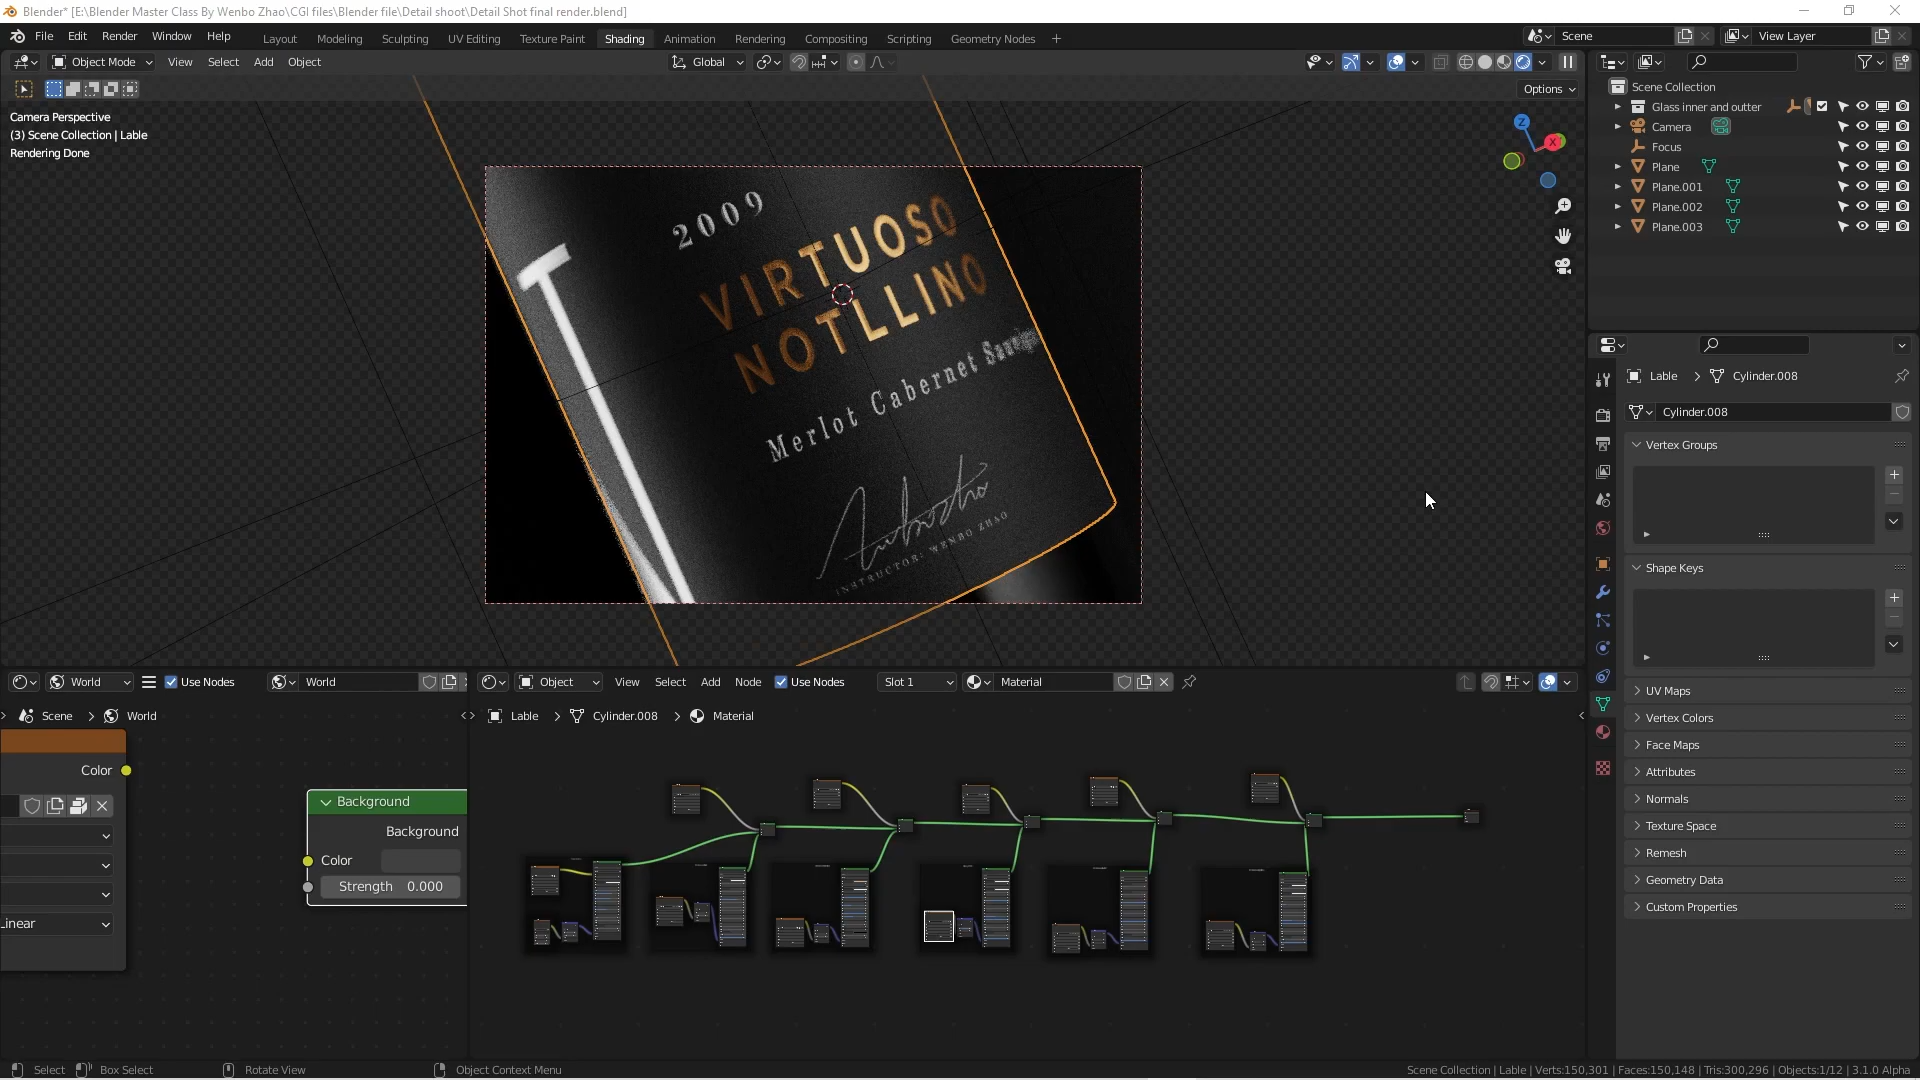 Blender* [E:\Blender Master Class By Wenbo Zhao\CGI files\Blender file\Detail shoot\Detail Shot final render.blend]
File Edit Render Window Help Layout Modeling Sculpting UV Editing Texture Paint Shading Animation Rendering Compositing Scripting Geometry Nodes + Scene View Layer
Object Mode View Select Add Object Global
Options
Camera Perspective
(3) Scene Collection | Lable
Rendering Done
Z
X
2009
VIRTUOSO
NOTLLINO
Merlot Cabernet
INSTRUCTOR: WENBO ZHAO
Scene Collection
Glass inner and outter
Camera
Focus
Plane
Plane.001
Plane.002
Plane.003
Lable > Cylinder.008
Cylinder.008
Vertex Groups
Shape Keys
UV Maps
Vertex Colors
Face Maps
Attributes
Normals
Texture Space
Remesh
Geometry Data
Custom Properties
World Use Nodes World
Scene > World
Color
Background
Background
Color
Strength 0.000
Linear
Object View Select Add Node Use Nodes Slot 1 Material
Lable > Cylinder.008 > Material
Select Box Select Rotate View Object Context Menu
Scene Collection | Lable | Verts:150,301 | Faces:150,148 | Tris:300,296 | Objects:1/12 | 3.1.0 Alpha